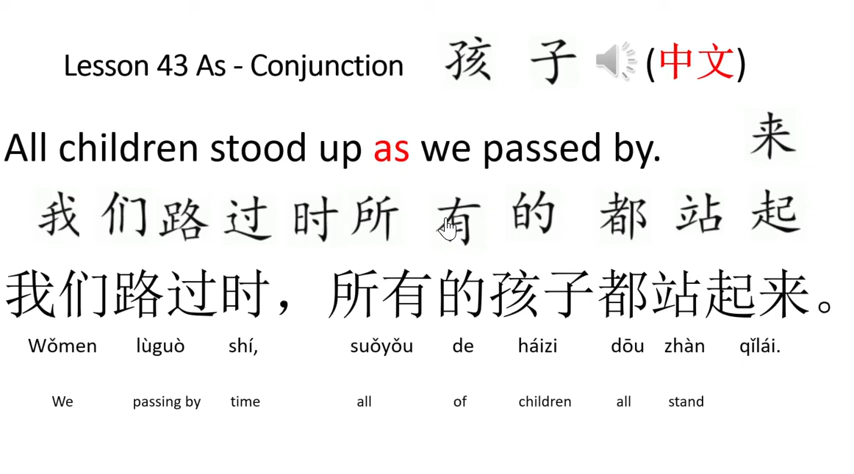 Lesson 43 As - Conjunction 孩 子 (中文)
All children stood up as we passed by. 来
我 们 路 过 时 所 有 的 都 站 起
我们路过时，所有的孩子都站起来。
Wǒmen lùguò shí, suǒyǒu de háizi dōu zhàn qǐlái.
We passing by time all of children all stand